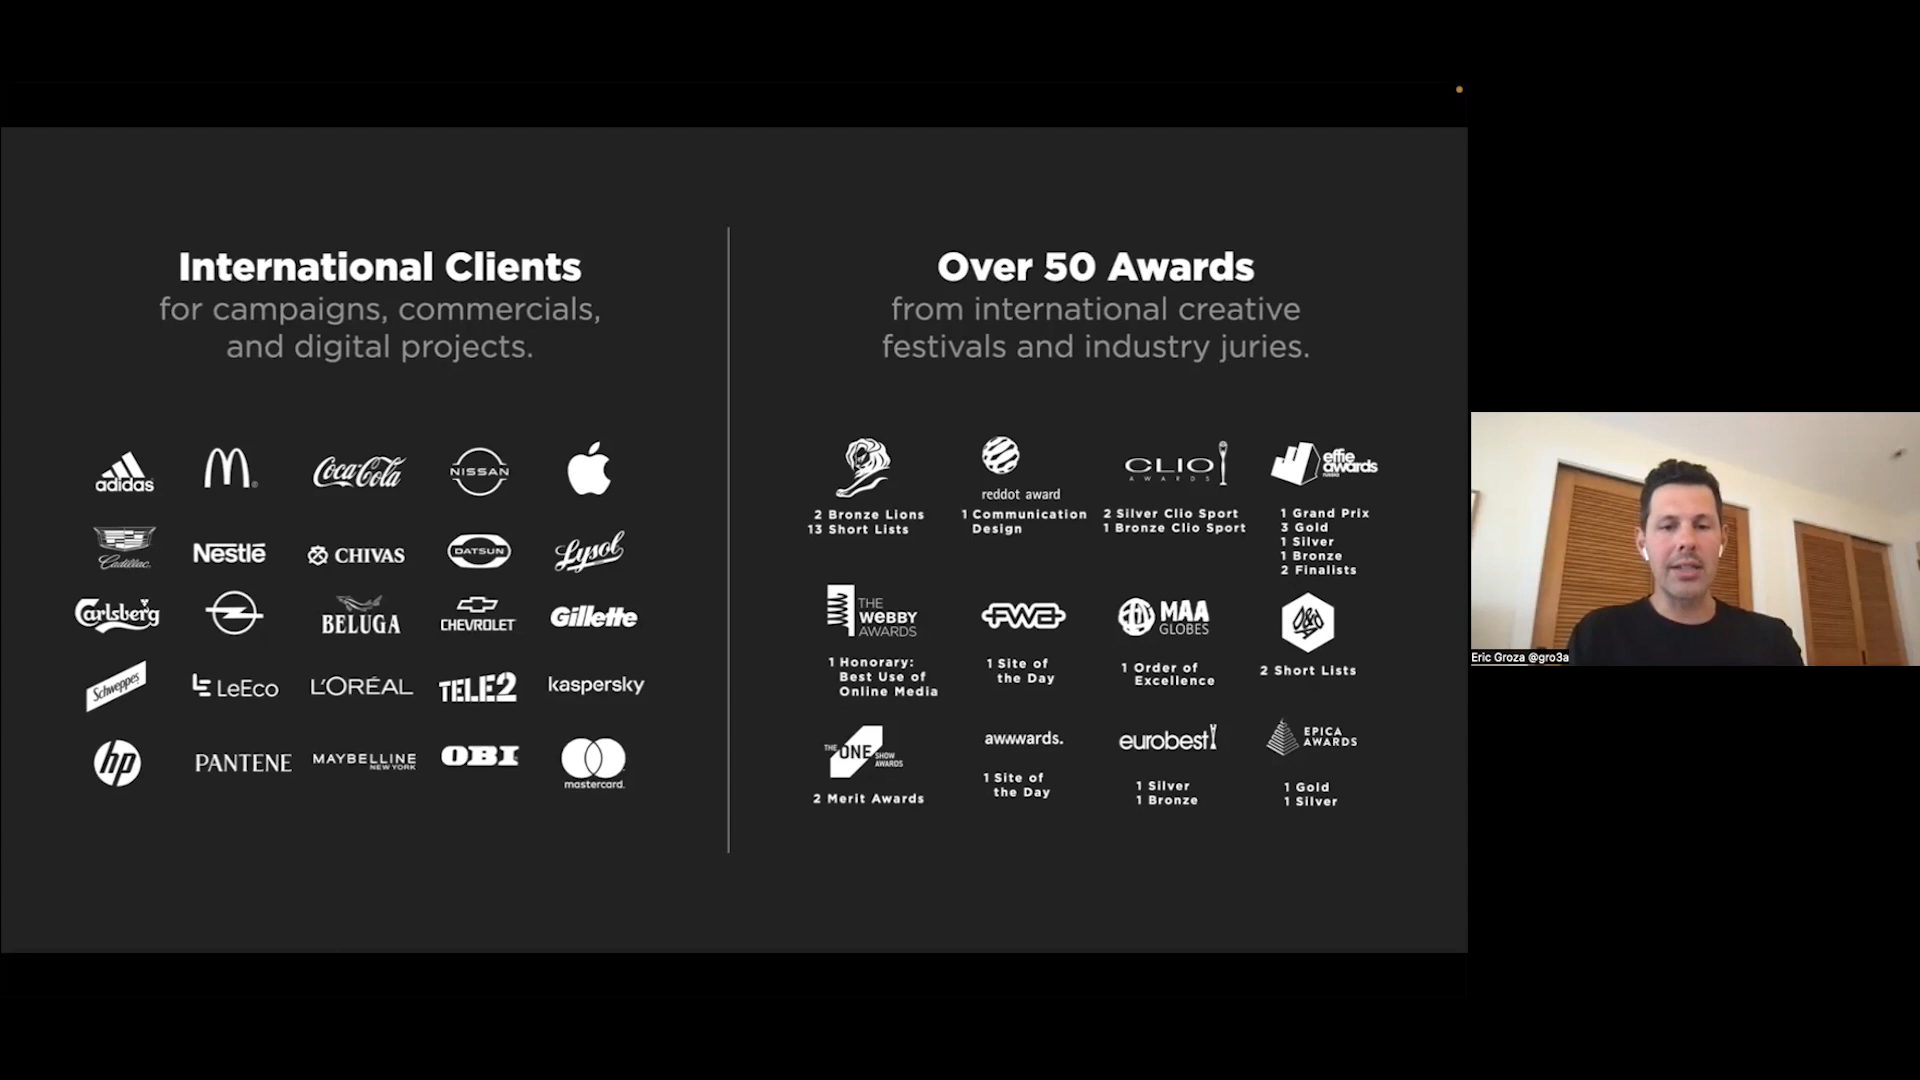 International Clients
for campaigns, commercials,
and digital projects.
adidas
NISSAN
Coca-Cola
Cadillac
Nestlé
CHIVAS
DATSUN
Lysol
Carlsberg
BELUGA
CHEVROLET
Gillette
Schweppes
LeEco
L'ORÉAL
TELE2
kaspersky
hp
PANTENE
MAYBELLINE
NEW YORK
OBI
mastercard.
Over 50 Awards
from international creative
festivals and industry juries.
2 Bronze Lions
13 Short Lists
reddot award
1 Communication
Design
CLIO
AWARDS
2 Silver Clio Sport
1 Bronze Clio Sport
effie
awards
1 Grand Prix
3 Gold
1 Silver
1 Bronze
2 Finalists
THE
WEBBY
AWARDS
1 Honorary:
Best Use of
Online Media
FWA
1 Site of
the Day
MAA
GLOBES
1 Order of
Excellence
D&AD
2 Short Lists
THE ONE SHOW
AWARDS
2 Merit Awards
awwwards.
1 Site of
the Day
eurobest
1 Silver
1 Bronze
EPICA
AWARDS
1 Gold
1 Silver
Eric Groza @gro3a